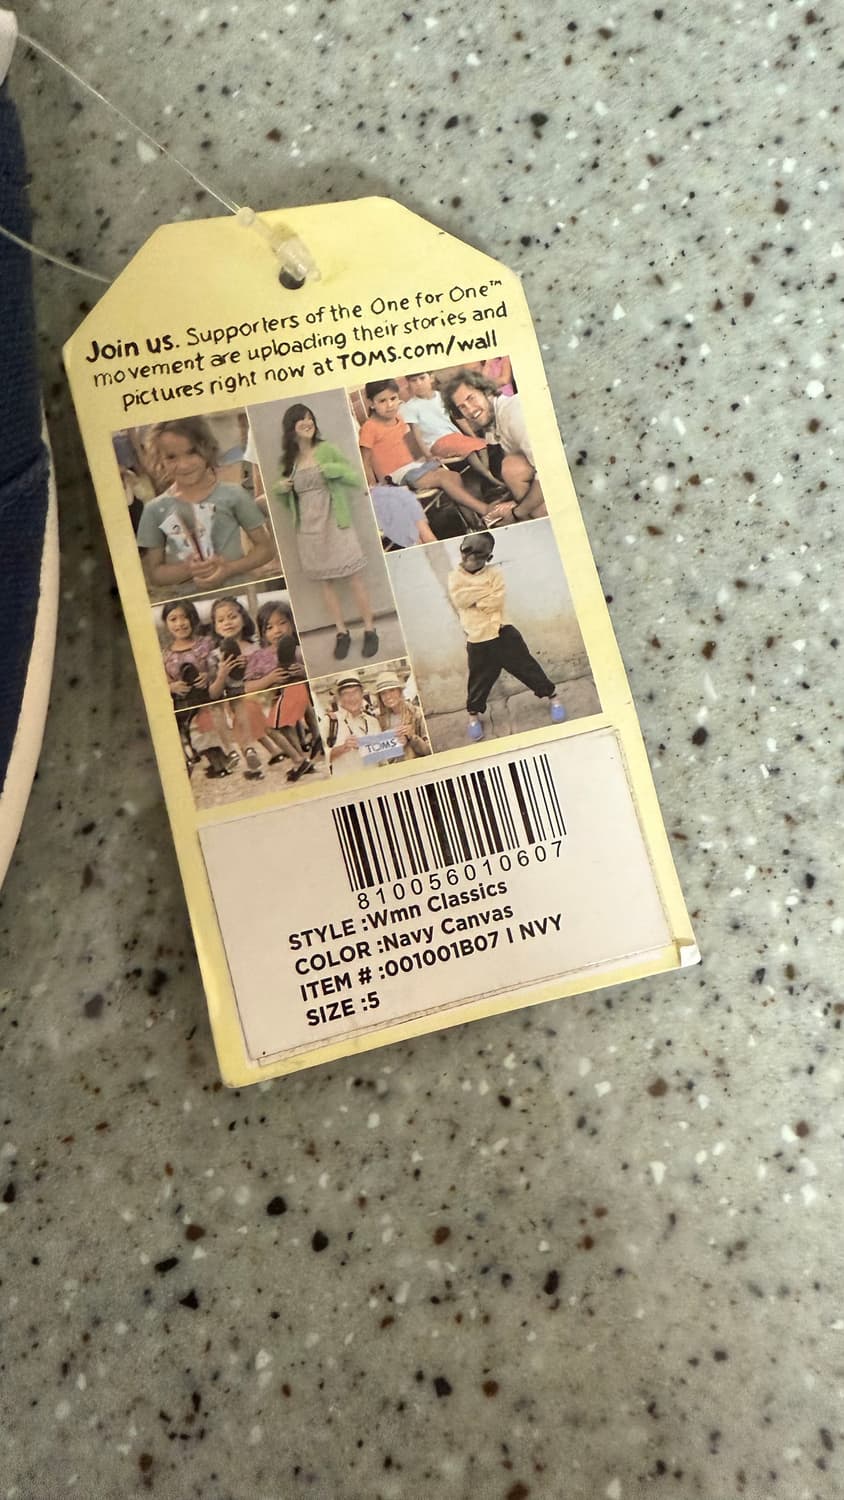 Join us. Supporters of the One for One™
movement are uploading their stories and
pictures right now at TOMS.com/wall
TOMS
810056010607
STYLE :Wmn Classics
COLOR :Navy Canvas
ITEM # :001001B07 I NVY
SIZE :5